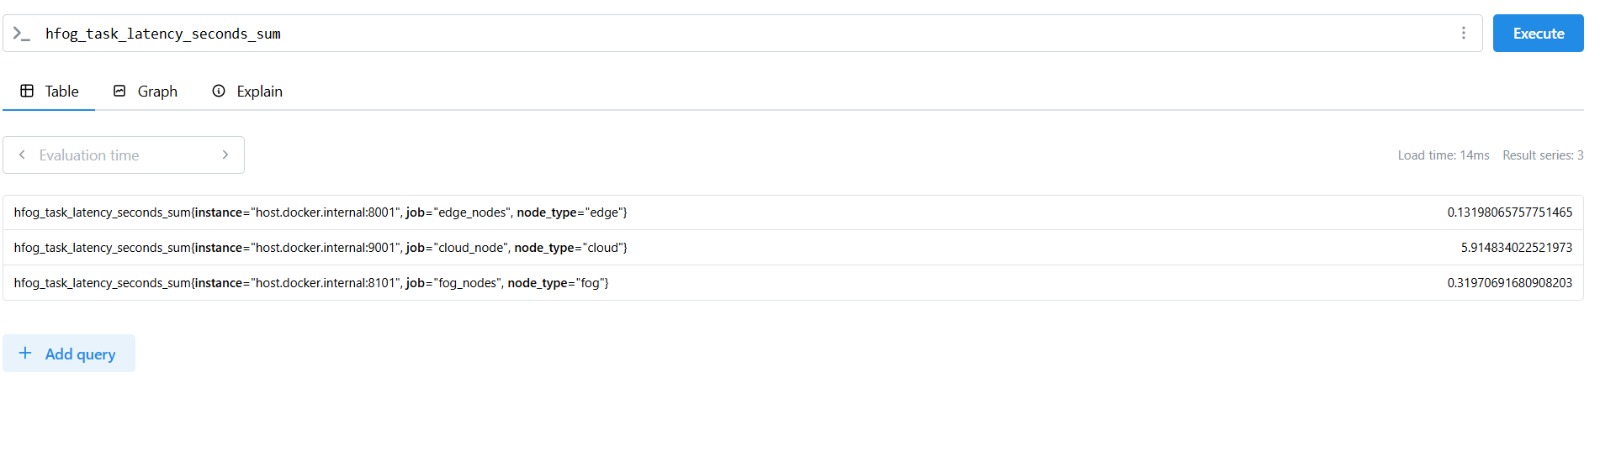 >_ hfog_task_latency_seconds_sum
Execute
Table Graph Explain
< Evaluation time >
Load time: 14ms Result series: 3
hfog_task_latency_seconds_sum{instance="host.docker.internal:8001", job="edge_nodes", node_type="edge"} 0.13198065757751465
hfog_task_latency_seconds_sum{instance="host.docker.internal:9001", job="cloud_node", node_type="cloud"} 5.914834022521973
hfog_task_latency_seconds_sum{instance="host.docker.internal:8101", job="fog_nodes", node_type="fog"} 0.31970691680908203
+ Add query